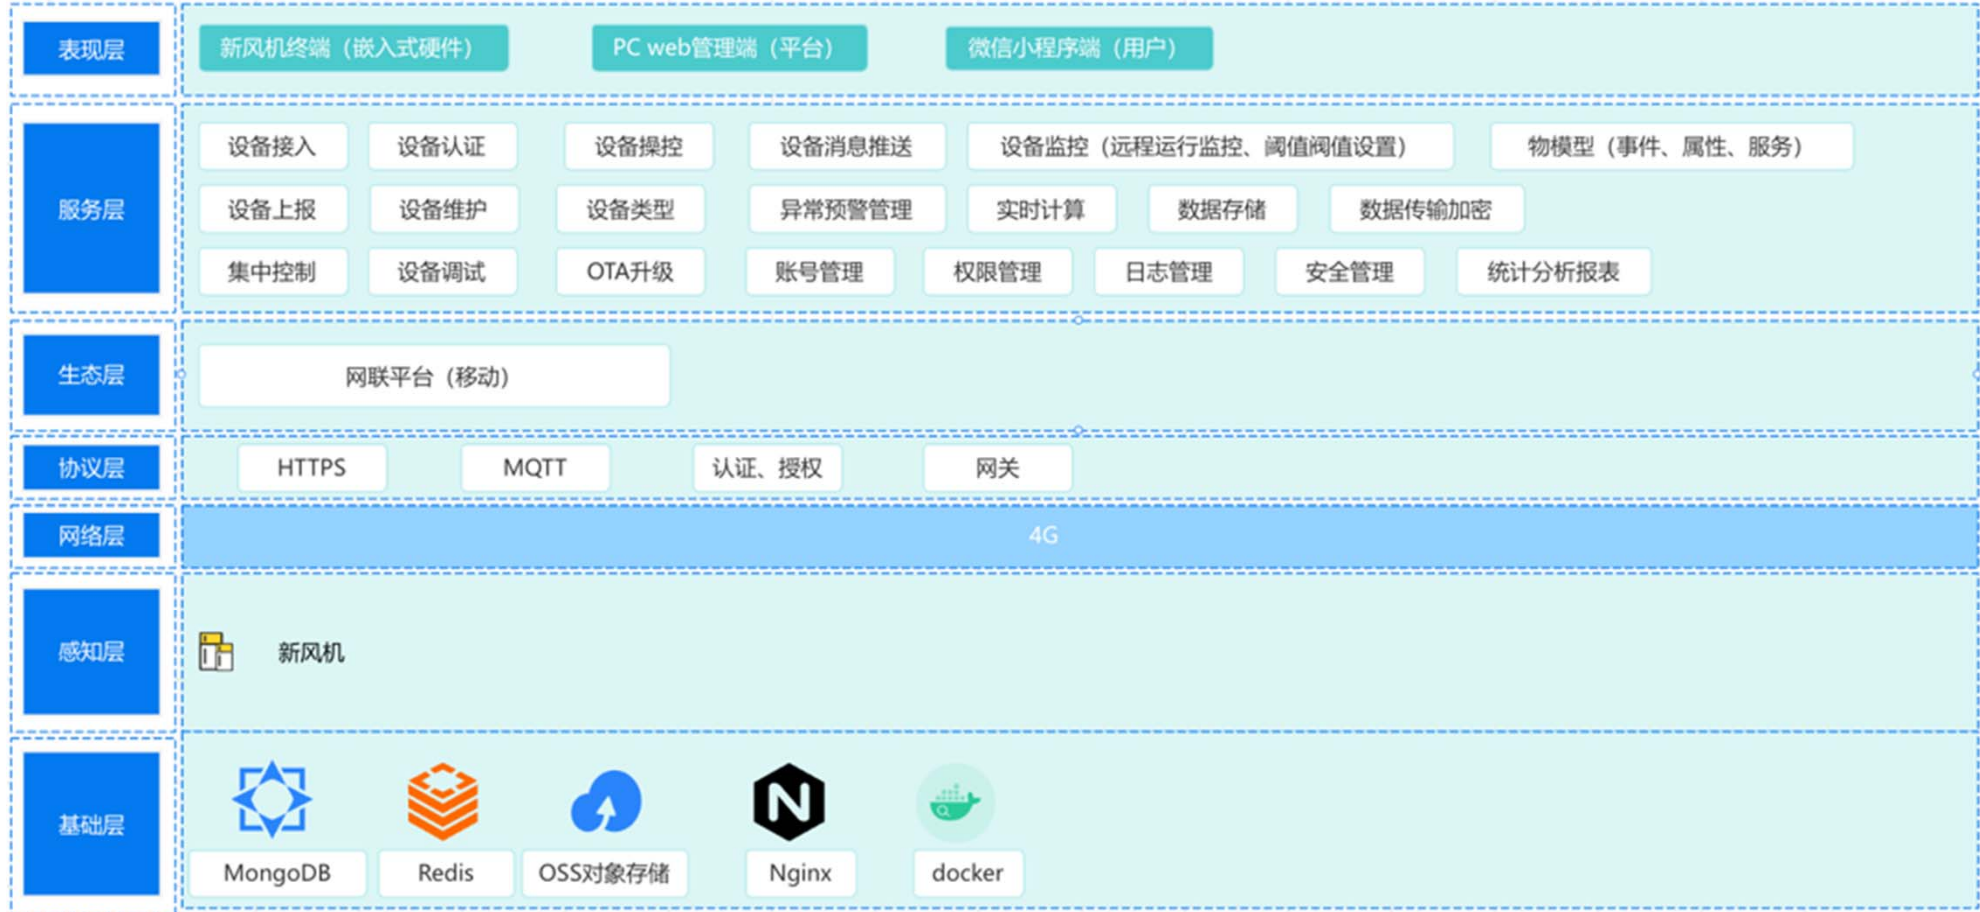 表现层
新风机终端（嵌入式硬件） PC web管理端（平台） 微信小程序端（用户）
服务层
设备接入 设备认证 设备操控 设备消息推送 设备监控（远程运行监控、阈值阀值设置） 物模型（事件、属性、服务）
设备上报 设备维护 设备类型 异常预警管理 实时计算 数据存储 数据传输加密
集中控制 设备调试 OTA升级 账号管理 权限管理 日志管理 安全管理 统计分析报表
生态层
网联平台（移动）
协议层
HTTPS MQTT 认证、授权 网关
网络层
4G
感知层
新风机
基础层
MongoDB Redis OSS对象存储 Nginx docker